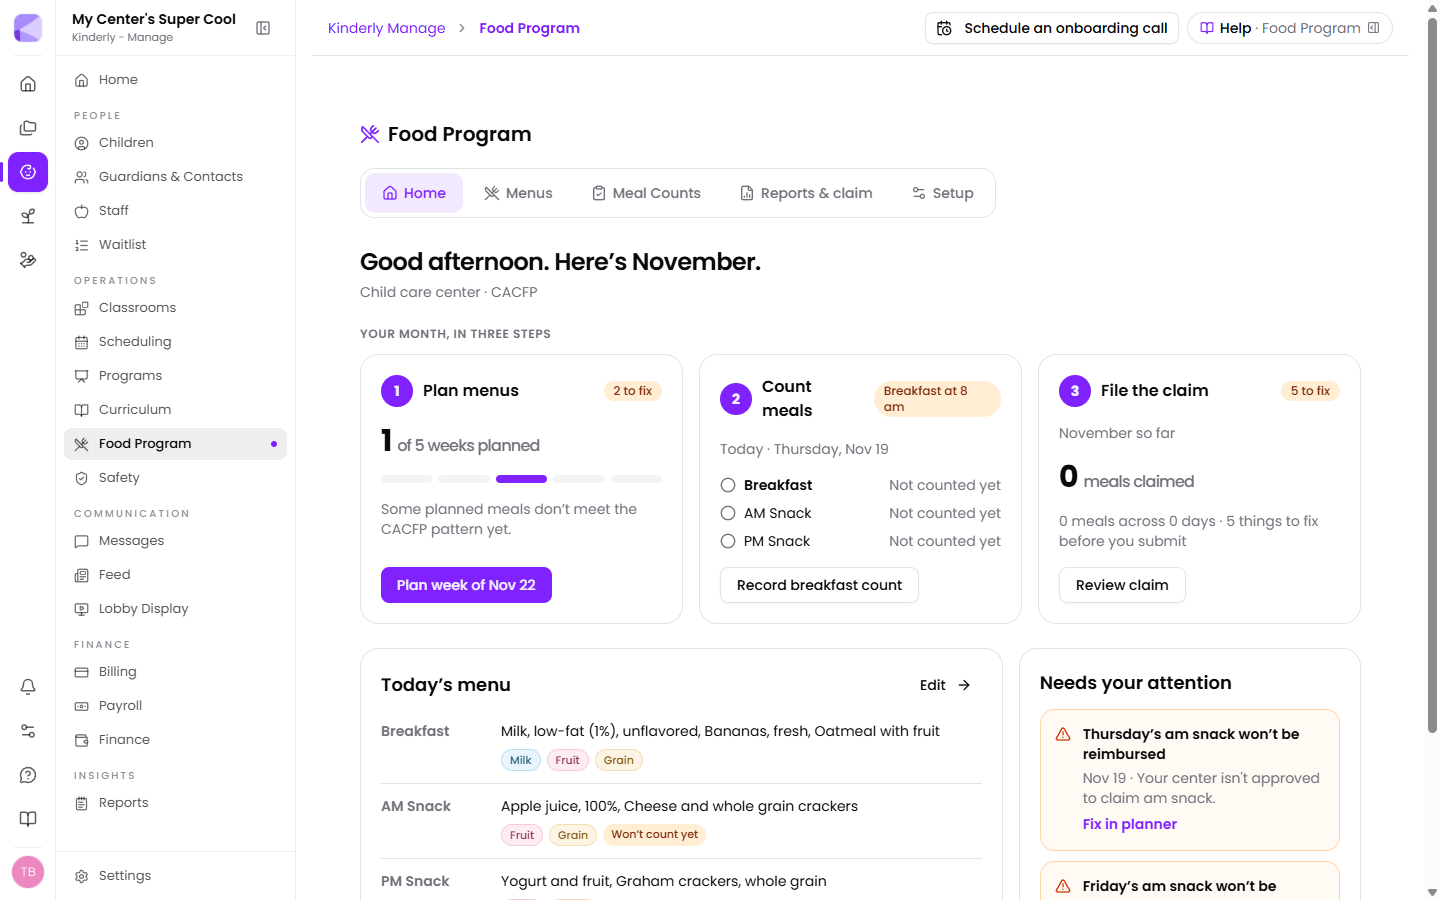 My Center's Super Cool
Kinderly - Manage
Home
PEOPLE
Children
Guardians & Contacts
Staff
Waitlist
OPERATIONS
Classrooms
Scheduling
Programs
Curriculum
Food Program
Safety
COMMUNICATION
Messages
Feed
Lobby Display
FINANCE
Billing
Payroll
Finance
INSIGHTS
Reports
Settings
TB
Kinderly Manage > Food Program
Schedule an onboarding call
Help · Food Program
Food Program
Home Menus Meal Counts Reports & claim Setup
Good afternoon. Here’s November.
Child care center · CACFP
YOUR MONTH, IN THREE STEPS
1 Plan menus 2 to fix
1 of 5 weeks planned
Some planned meals don’t meet the
CACFP pattern yet.
Plan week of Nov 22
2 Count
meals
Breakfast at 8
am
Today · Thursday, Nov 19
Breakfast Not counted yet
AM Snack Not counted yet
PM Snack Not counted yet
Record breakfast count
3 File the claim 5 to fix
November so far
0 meals claimed
0 meals across 0 days · 5 things to fix
before you submit
Review claim
Today’s menu Edit →
Breakfast Milk, low-fat (1%), unflavored, Bananas, fresh, Oatmeal with fruit
Milk Fruit Grain
AM Snack Apple juice, 100%, Cheese and whole grain crackers
Fruit Grain Won’t count yet
PM Snack Yogurt and fruit, Graham crackers, whole grain
Needs your attention
Thursday’s am snack won’t be
reimbursed
Nov 19 · Your center isn't approved
to claim am snack.
Fix in planner
Friday’s am snack won’t be